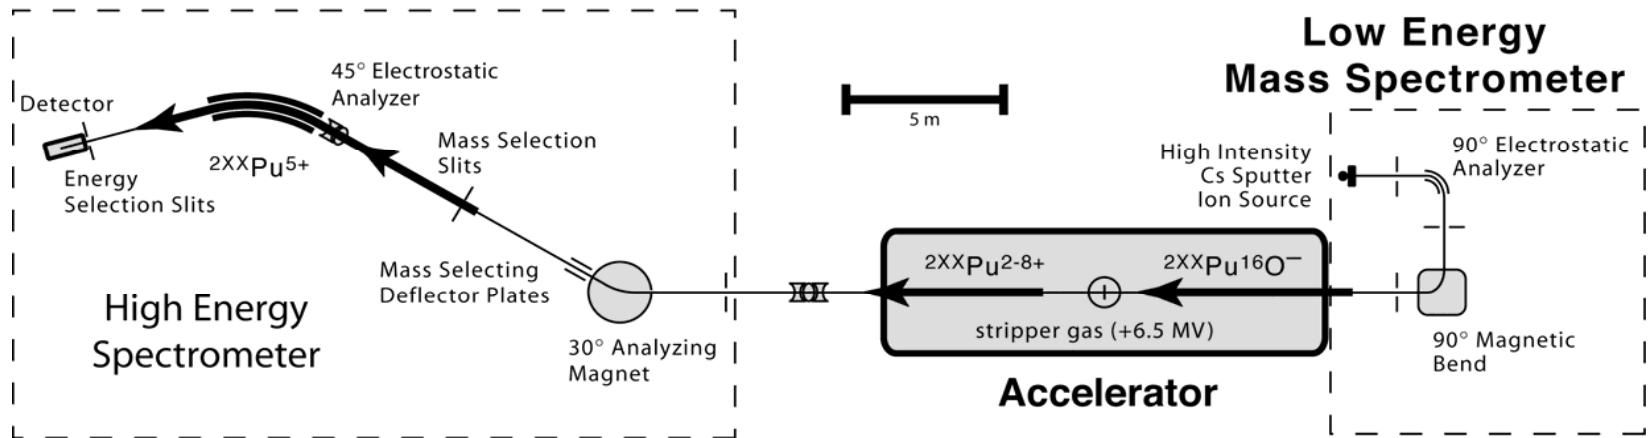 Low Energy
Mass Spectrometer
45° Electrostatic
Analyzer
Detector
5 m
Mass Selection
Slits
90° Electrostatic
Analyzer
High Intensity
Cs Sputter
Ion Source
2XXPu5+
Energy
Selection Slits
Mass Selecting
Deflector Plates
2XXPu2-8+
2XXPu16O−
High Energy
Spectrometer
stripper gas (+6.5 MV)
30° Analyzing
Magnet
90° Magnetic
Bend
Accelerator